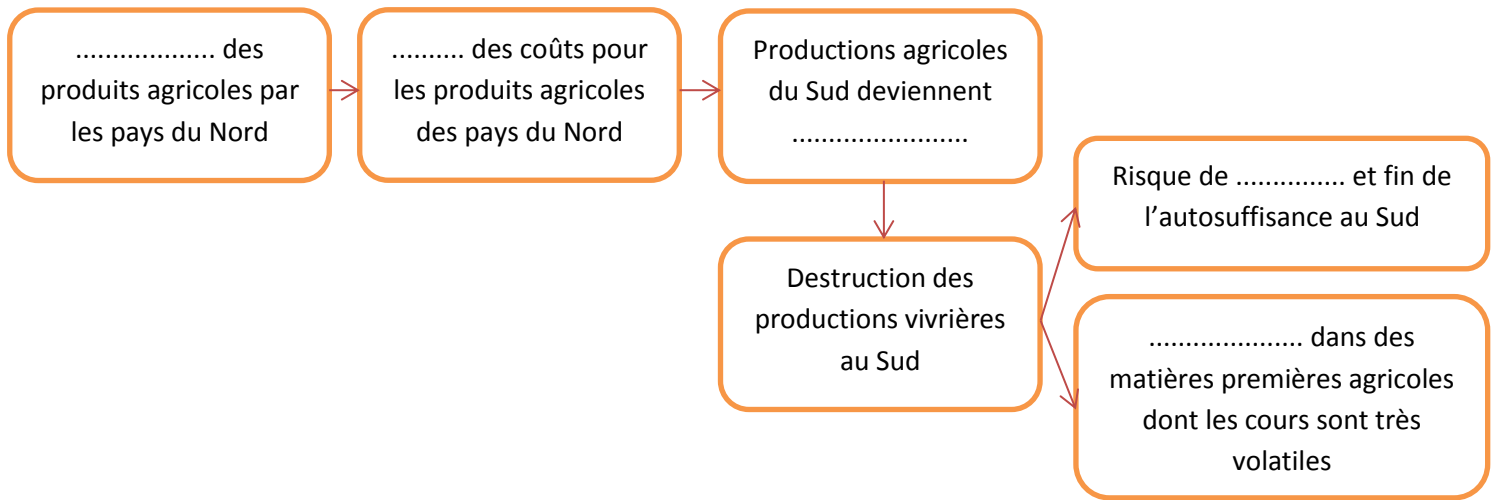 ................... des
produits agricoles par
les pays du Nord
.......... des coûts pour
les produits agricoles
des pays du Nord
Productions agricoles
du Sud deviennent
........................
Risque de ............... et fin de
l’autosuffisance au Sud
Destruction des
productions vivrières
au Sud
..................... dans des
matières premières agricoles
dont les cours sont très
volatiles